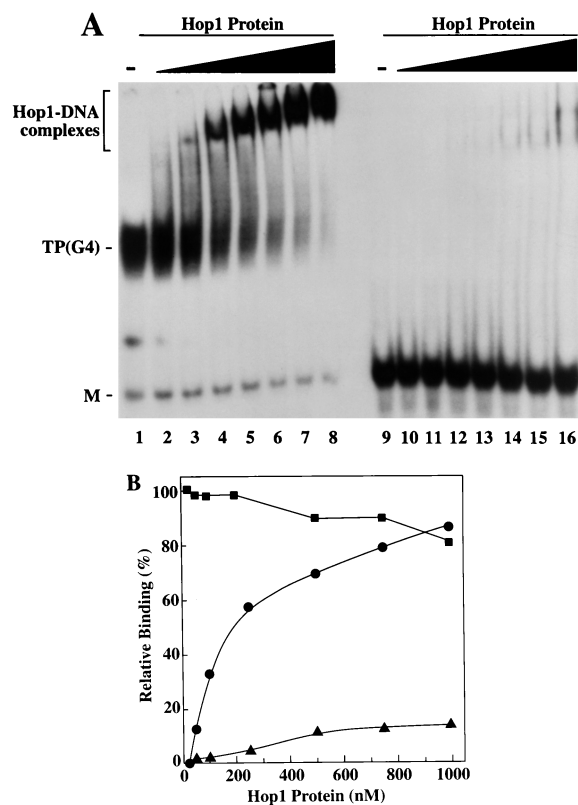 A
Hop1 Protein
Hop1 Protein
-
-
Hop1-DNA
complexes
TP(G4) -
M -
1 2 3 4 5 6 7 8 9 10 11 12 13 14 15 16
B
100
80
60
40
20
0
Relative Binding (%)
0 200 400 600 800 1000
Hop1 Protein (nM)